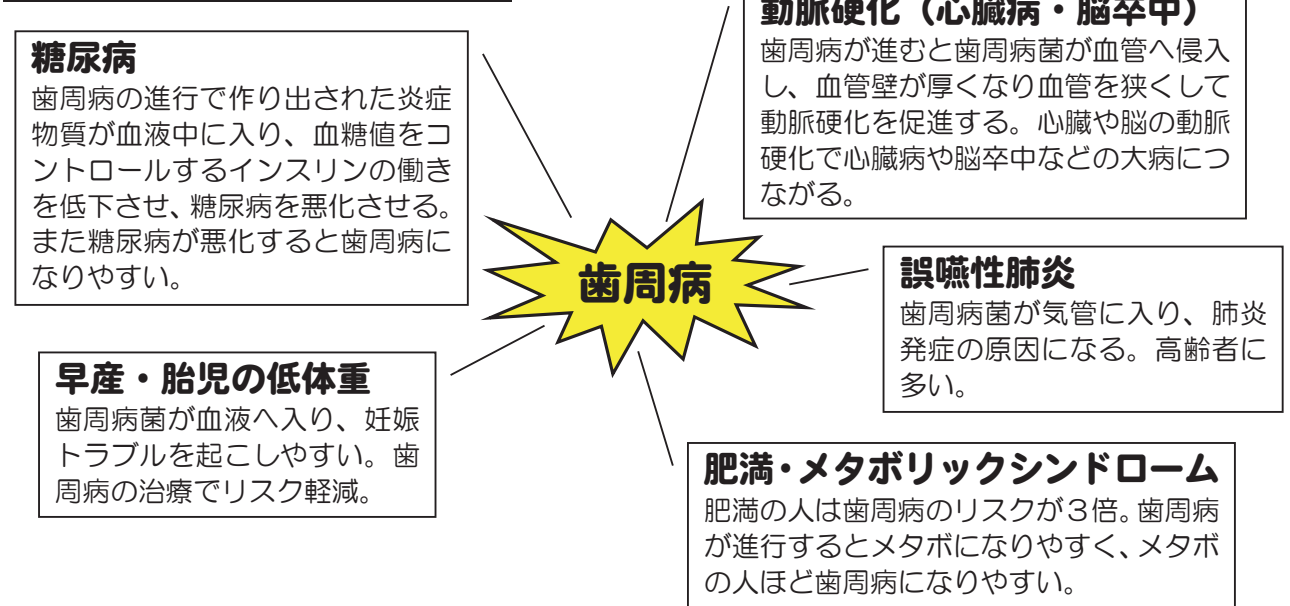 糖尿病
歯周病の進行で作り出された炎症
物質が血液中に入り、血糖値をコ
ントロールするインスリンの働き
を低下させ、糖尿病を悪化させる。
また糖尿病が悪化すると歯周病に
なりやすい。
動脈硬化(心臓病・脳卒中)
歯周病が進むと歯周病菌が血管へ侵入
し、血管壁が厚くなり血管を狭くして
動脈硬化を促進する。心臓や脳の動脈
硬化で心臓病や脳卒中などの大病につ
ながる。
歯周病
誤嚥性肺炎
歯周病菌が気管に入り、肺炎
発症の原因になる。高齢者に
多い。
早産・胎児の低体重
歯周病菌が血液へ入り、妊娠
トラブルを起こしやすい。歯
周病の治療でリスク軽減。
肥満・メタボリックシンドローム
肥満の人は歯周病のリスクが3倍。歯周病
が進行するとメタボになりやすく、メタボ
の人ほど歯周病になりやすい。